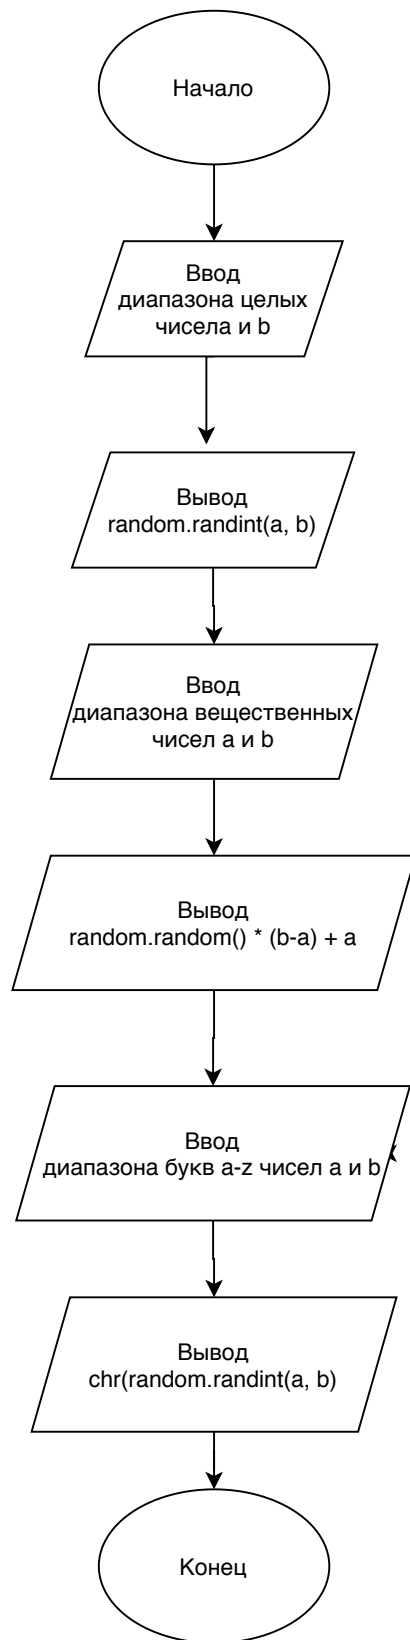 Начало
Ввод
диапазона целых
чисела и b
Вывод
random.randint(a, b)
Ввод
диапазона вещественных
чисел a и b
Вывод
random.random() * (b-a) + a
Ввод
диапазона букв a-z чисел a и b
Вывод
chr(random.randint(a, b)
Конец